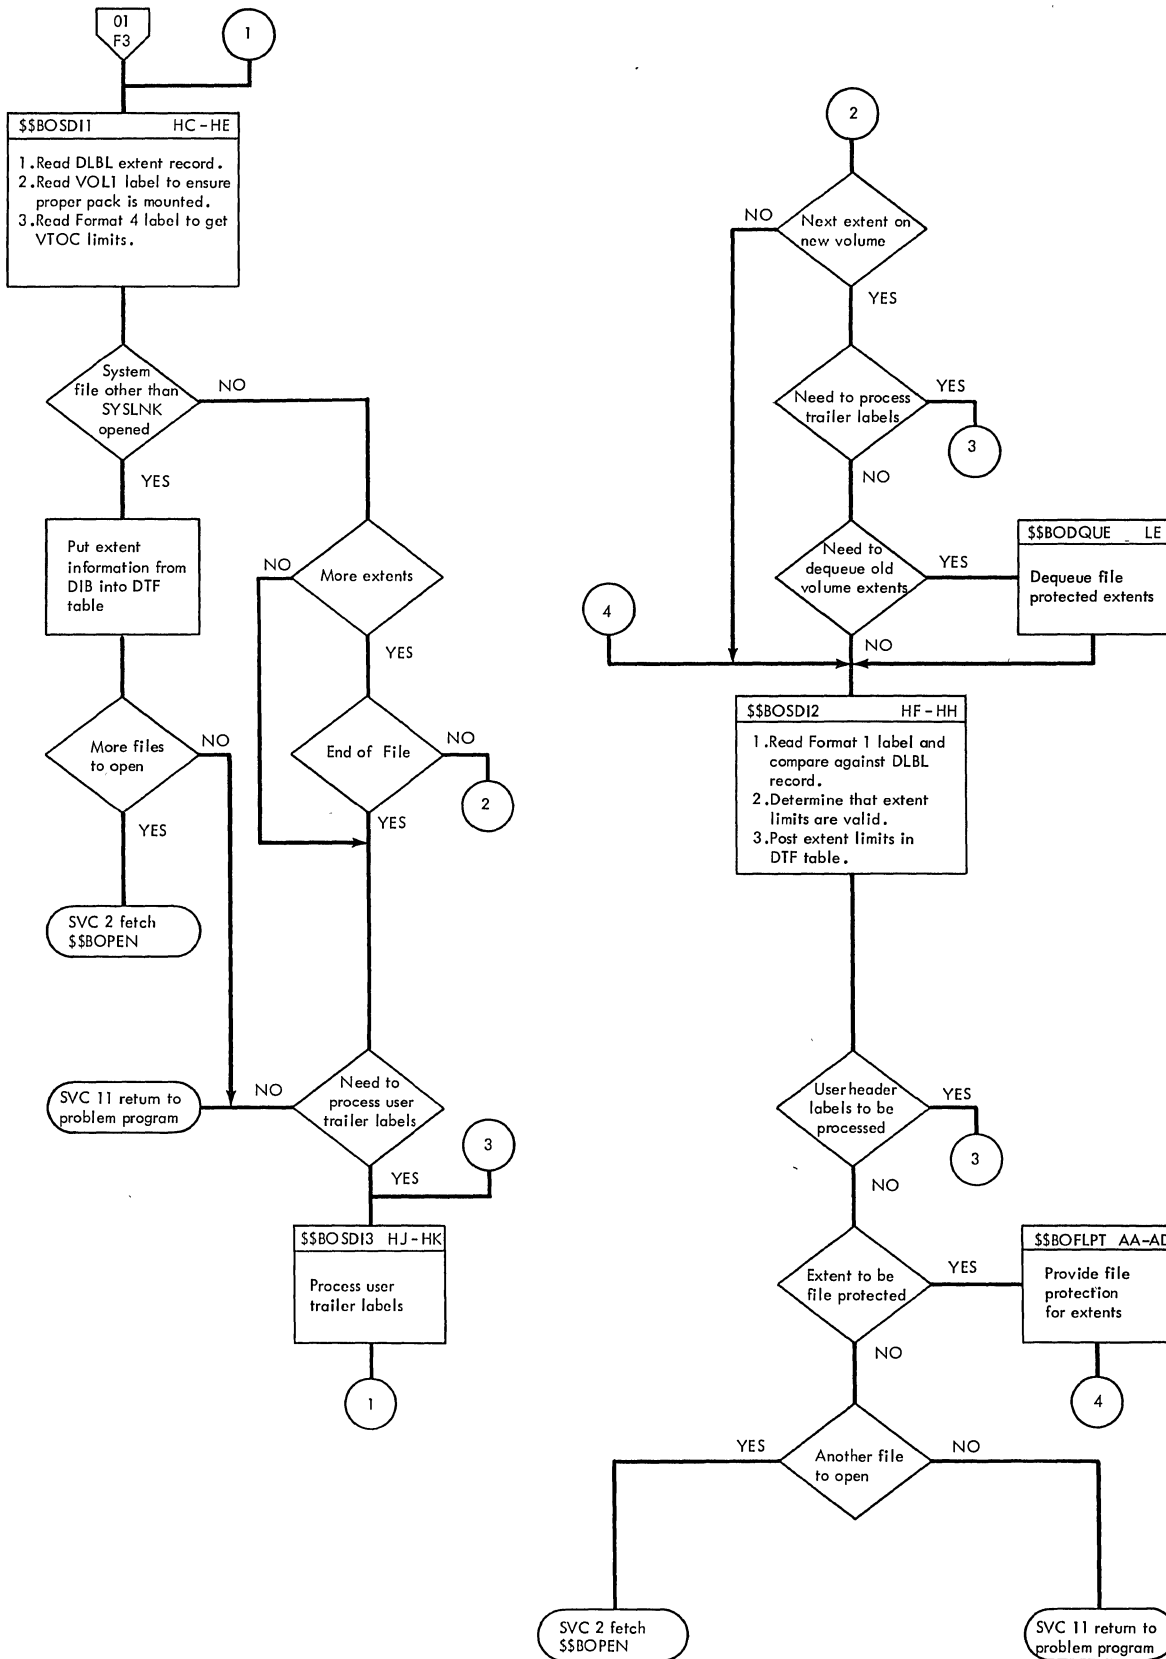 01
F3
1
$$BOSDI1 HC-HE
1.Read DLBL extent record.
2.Read VOL1 label to ensure
proper pack is mounted.
3.Read Format 4 label to get
VTOC limits.
System
file other than
SYSLNK
opened
NO
YES
Put extent
information from
DIB into DTF
table
More extents
NO
YES
More files
to open
NO
YES
End of File
NO
2
YES
SVC 2 fetch
$$BOPEN
SVC 11 return to
problem program
NO
Need to
process user
trailer labels
3
YES
$$BOSDI3 HJ-HK
Process user
trailer labels
1
2
NO
Next extent on
new volume
YES
Need to process
trailer labels
YES
3
NO
Need to
dequeue old
volume extents
YES
$$BODQUE LE
Dequeue file
protected extents
4
NO
$$BOSDI2 HF-HH
1.Read Format 1 label and
compare against DLBL
record.
2.Determine that extent
limits are valid.
3.Post extent limits in
DTF table.
User header
labels to be
processed
YES
3
NO
Extent to be
file protected
YES
$$BOFLPT AA-AD
Provide file
protection
for extents
NO
4
YES
Another file
to open
NO
SVC 2 fetch
$$BOPEN
SVC 11 return to
problem program